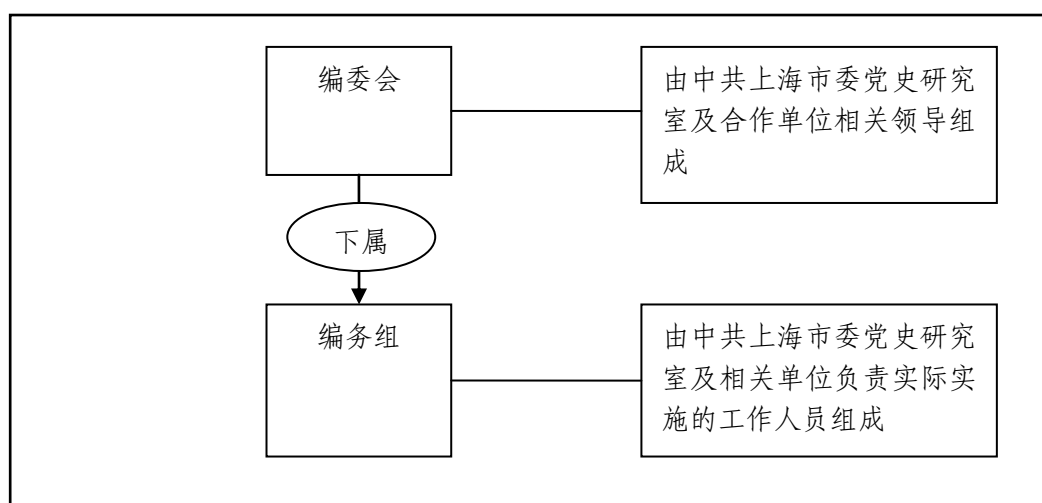 编委会
由中共上海市委党史研究
室及合作单位相关领导组
成
下属
编务组
由中共上海市委党史研究
室及相关单位负责实际实
施的工作人员组成